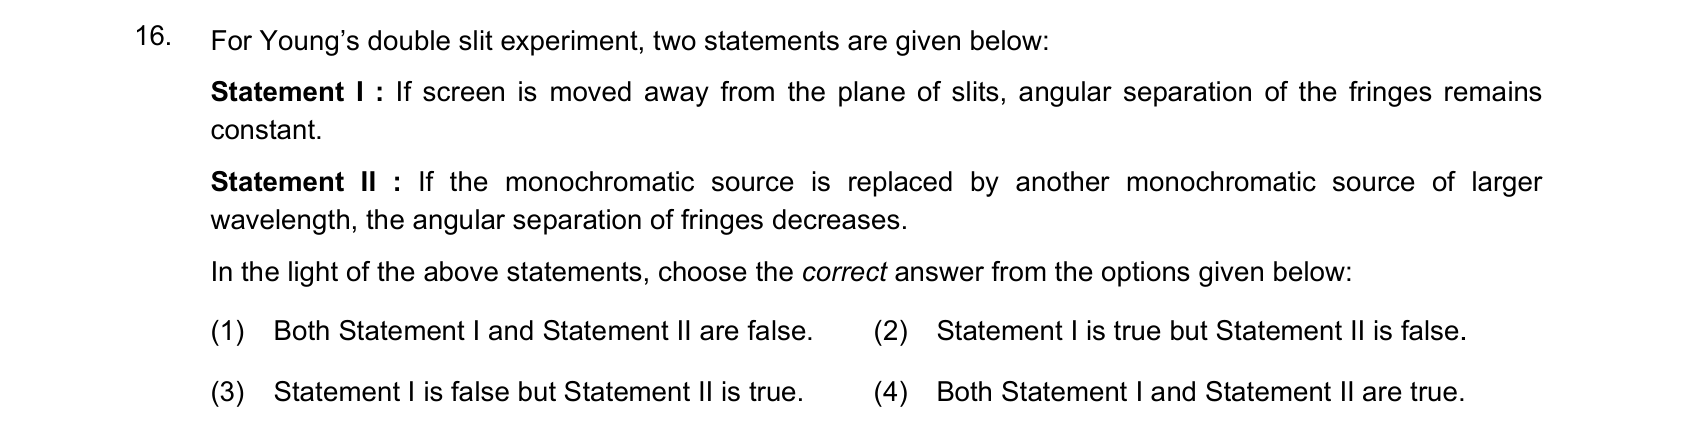 16. For Young’s double slit experiment, two statements are given below:
Statement I : If screen is moved away from the plane of slits, angular separation of the fringes remains
constant.
Statement II : If the monochromatic source is replaced by another monochromatic source of larger
wavelength, the angular separation of fringes decreases.
In the light of the above statements, choose the correct answer from the options given below:
(1) Both Statement I and Statement II are false. (2) Statement I is true but Statement II is false.
(3) Statement I is false but Statement II is true. (4) Both Statement I and Statement II are true.